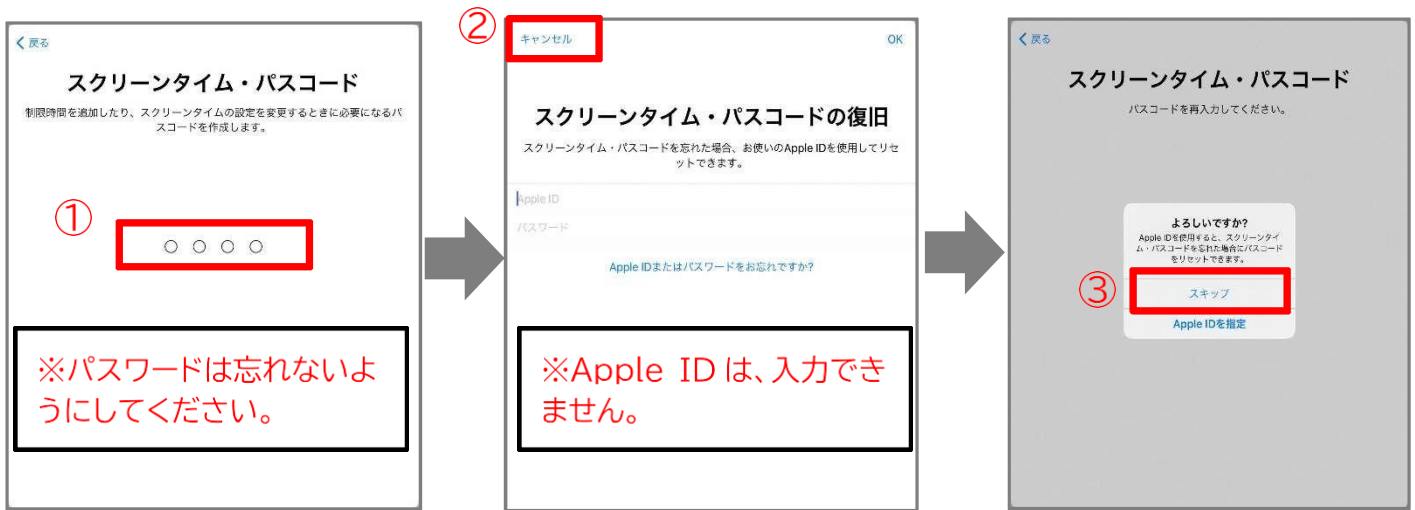 く戻る
スクリーンタイム・パスコード
制限時間を追加したり、スクリーンタイムの設定を変更するときに必要になるパ
スコードを作成します。
①
※パスワードは忘れないよ
うにしてください。
②
キャンセル
OK
スクリーンタイム・パスコードの復旧
スクリーンタイム・パスコードを忘れた場合、お使いのApple IDを使用してリセ
ットできます。
Apple ID
パスワード
Apple IDまたはパスワードをお忘れですか?
※Apple ID は、入力でき
ません。
く戻る
スクリーンタイム・パスコード
パスコードを再入力してください。
よろしいですか?
Apple IDを使用すると、スクリーンタイ
ム・パスコードを忘れた場合にパスコード
をリセットできます。
③
スキップ
Apple IDを指定